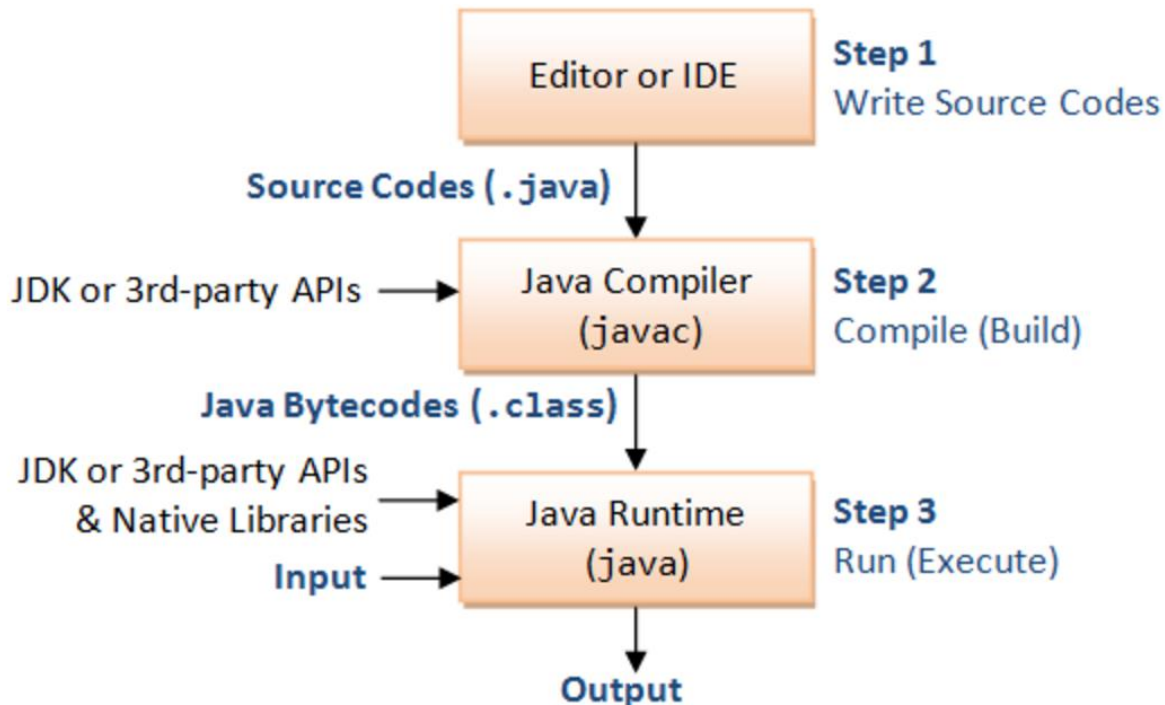 Editor or IDE
Step 1
Write Source Codes
Source Codes (.java)
JDK or 3rd-party APIs
Java Compiler
(javac)
Step 2
Compile (Build)
Java Bytecodes (.class)
JDK or 3rd-party APIs
& Native Libraries
Input
Java Runtime
(java)
Step 3
Run (Execute)
Output